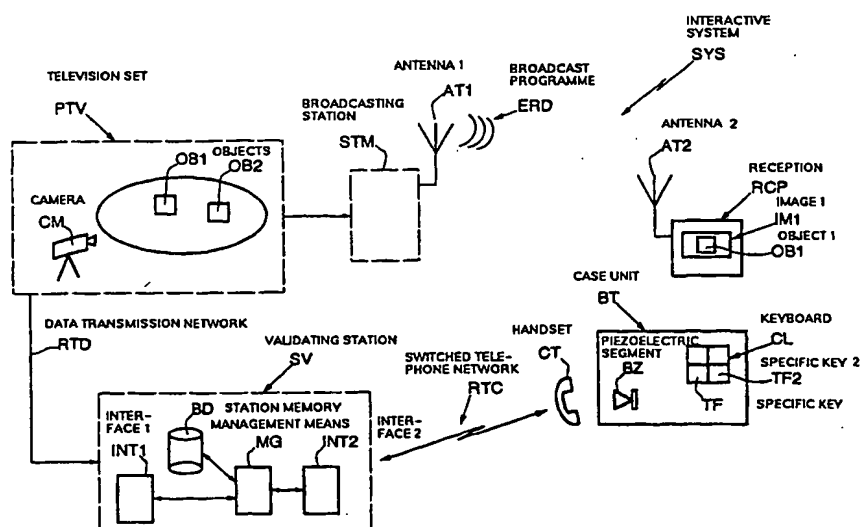 INTERACTIVE
SYSTEM
SYS
TELEVISION SET
PTV
ANTENNA 1
AT1
BROADCAST
PROGRAMME
ERD
BROADCASTING
STATION
STM
OBJECTS
OB1
OB2
CAMERA
CM
ANTENNA 2
AT2
RECEPTION
RCP
IMAGE 1
IM1
OBJECT 1
OB1
CASE UNIT
BT
DATA TRANSMISSION NETWORK
RTD
VALIDATING STATION
SV
SWITCHED TELE-
PHONE NETWORK
RTC
HANDSET
CT
PIEZOELECTRIC
SEGMENT
BZ
KEYBOARD
CL
SPECIFIC KEY 2
TF2
TF
SPECIFIC KEY
INTER-
FACE 1
INT1
BD
STATION MEMORY
MANAGEMENT MEANS
MG
INTER-
FACE 2
INT2